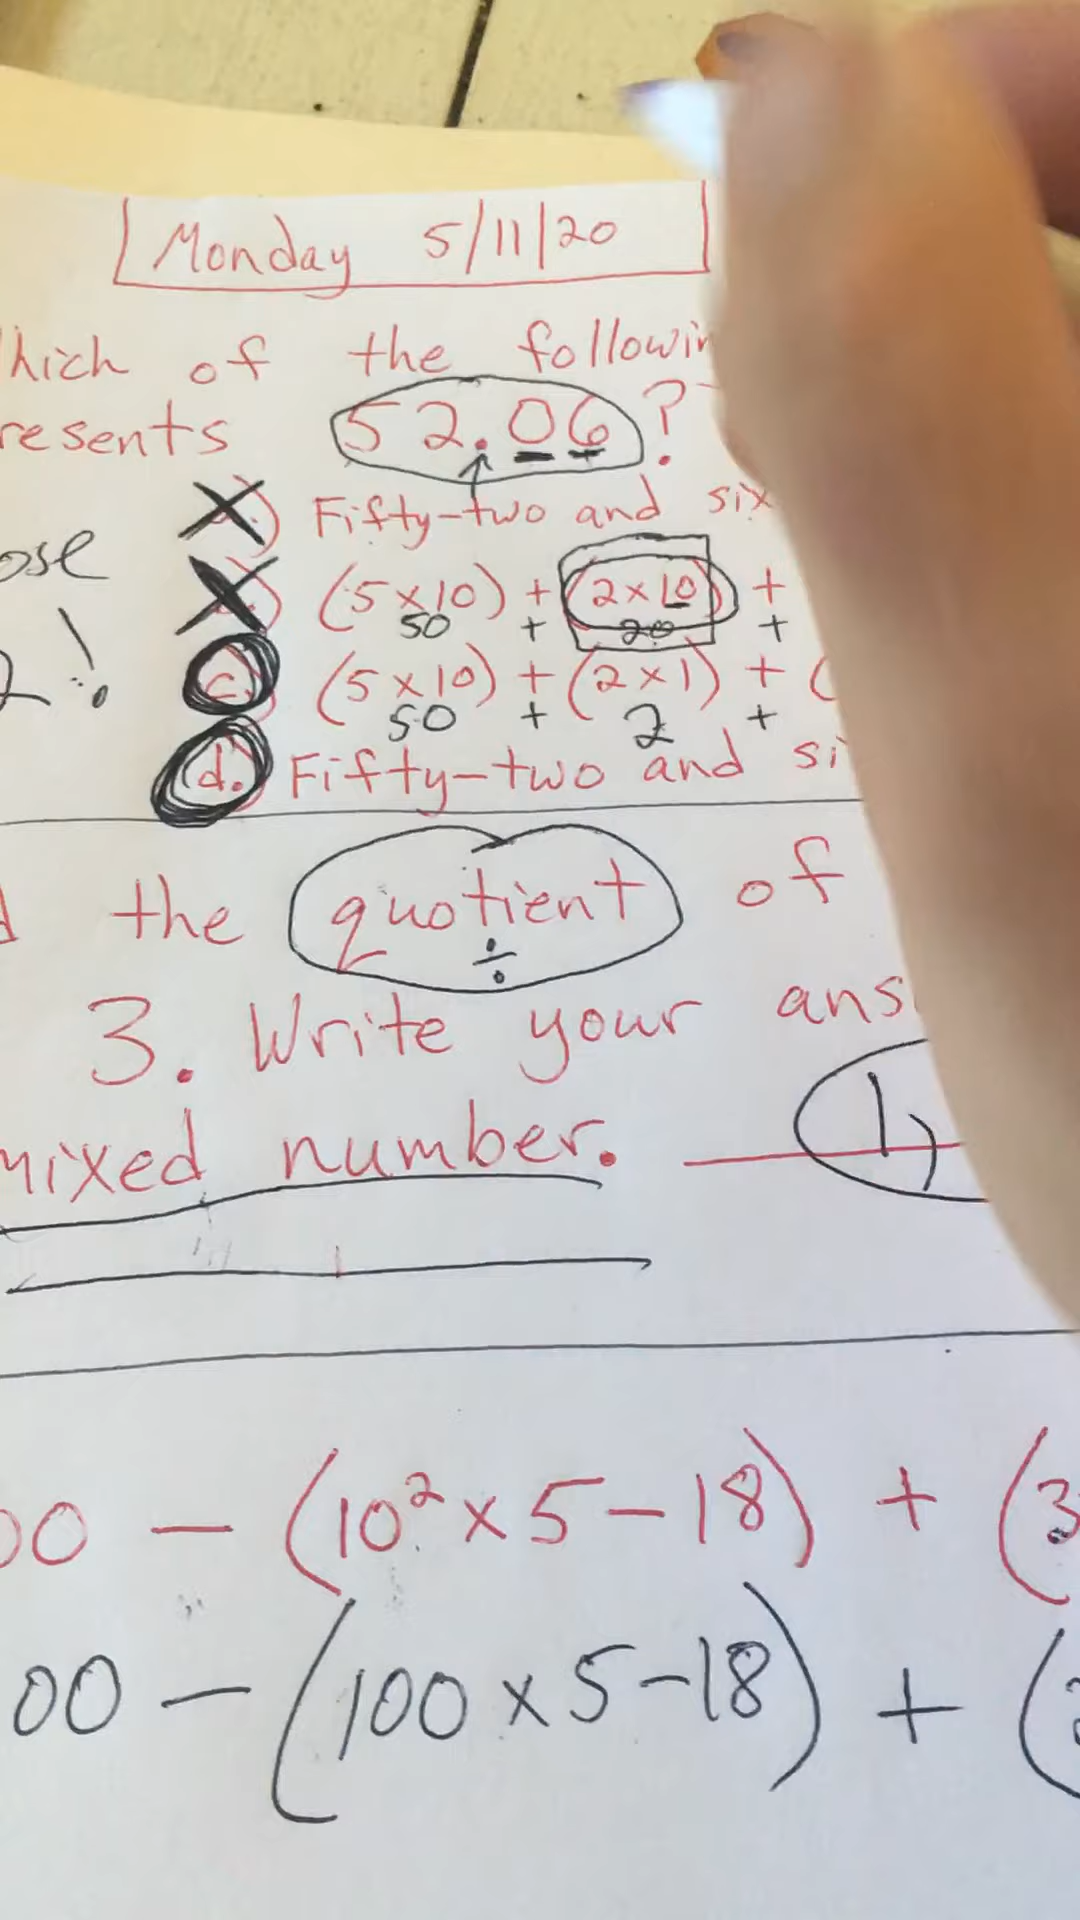 Monday 5/11/20
hich of the followin
resents 52.06?
Fifty-two and six
ose
(5×10) + (2×10) +
50 + 20 +
2!
c.) (5×10) + (2×1) + (
50 + 2 +
d. Fifty-two and si
the quotient of
÷
3. Write your ans
mixed number. 1,
00 − (10²×5−18) + (3
00 − (100×5−18) + (